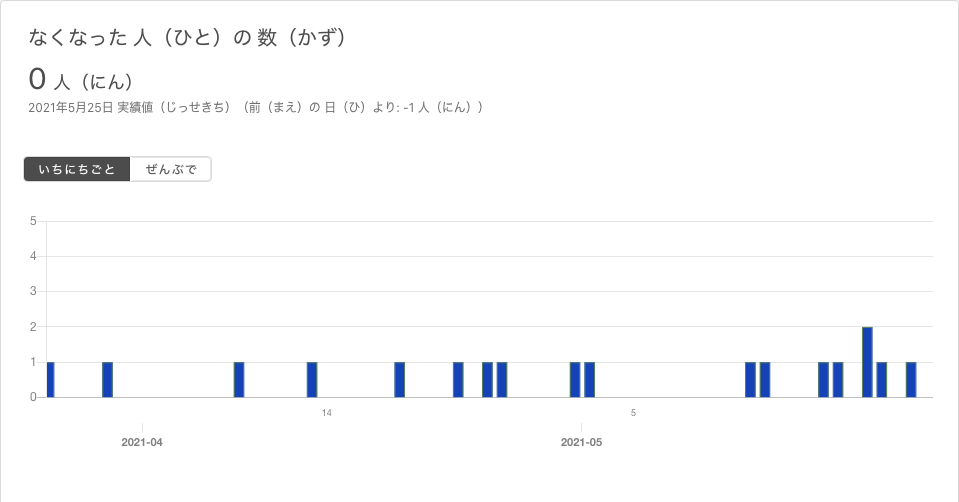 なくなった 人（ひと）の 数（かず）
0 人（にん）
2021年5月25日 実績値（じっせきち）（前（まえ）の 日（ひ）より: -1 人（にん））
いちにちごと ぜんぶで
5
4
3
2
1
0
14 5
2021-04 2021-05